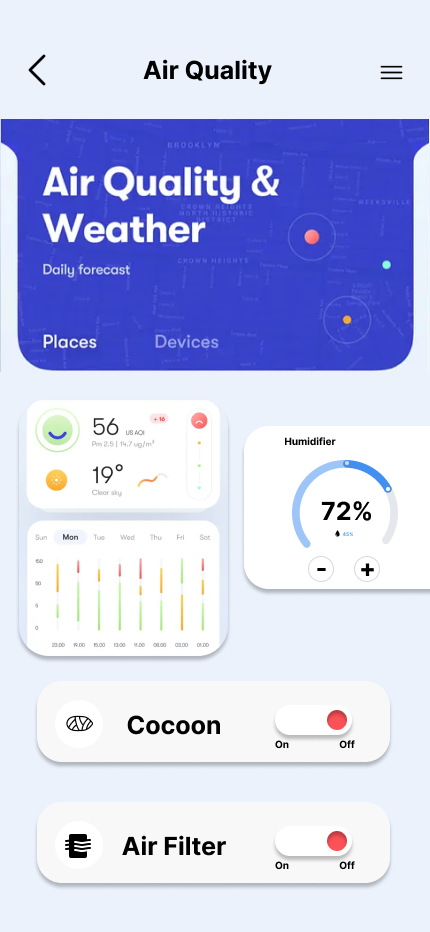 Air Quality
BROOKLYN
Air Quality &
Weather
WEEKSVILLE
CROWN HEIGHTS
NORTH HISTORIC
DISTRICT
CROWN HEIGHTS
Daily forecast
Places Devices
56 US AQI + 16
Pm 2.5 | 14.7 ug/m³
19°
Clear sky
Sun Mon Tue Wed Thu Fri Sat
150
50
5
0
23.00 19.00 15.00 13.00 11.00 08.00 03.00 01.00
Humidifier
72%
45%
- +
Cocoon
On Off
Air Filter
On Off